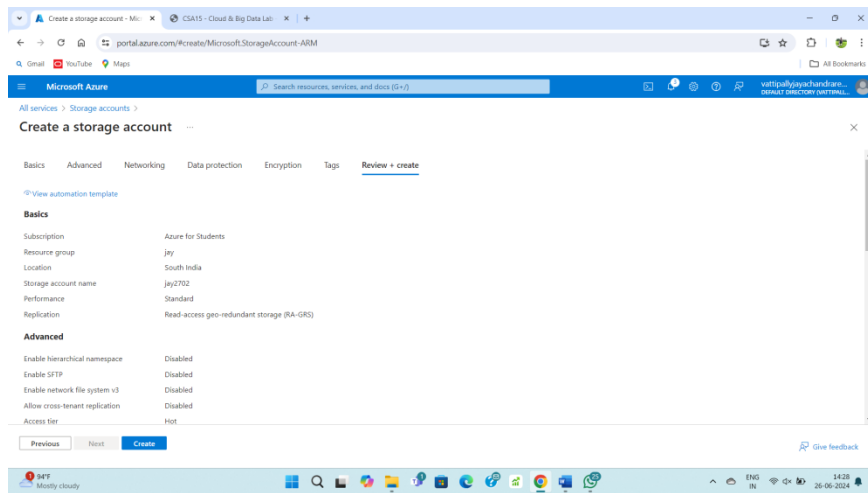 Create a storage account - Mic
CSA15 - Cloud & Big Data Lab
portal.azure.com/#create/Microsoft.StorageAccount-ARM
Gmail YouTube Maps All Bookmarks
Microsoft Azure
Search resources, services, and docs (G+/)
vattipallyjayachandrare...
DEFAULT DIRECTORY (VATTIPALL...
All services > Storage accounts >
Create a storage account ...
Basics Advanced Networking Data protection Encryption Tags Review + create
View automation template
Basics
Subscription Azure for Students
Resource group jay
Location South India
Storage account name jay2702
Performance Standard
Replication Read-access geo-redundant storage (RA-GRS)
Advanced
Enable hierarchical namespace Disabled
Enable SFTP Disabled
Enable network file system v3 Disabled
Allow cross-tenant replication Disabled
Access tier Hot
Previous Next Create Give feedback
94°F
Mostly cloudy
ENG
IN
14:28
26-06-2024